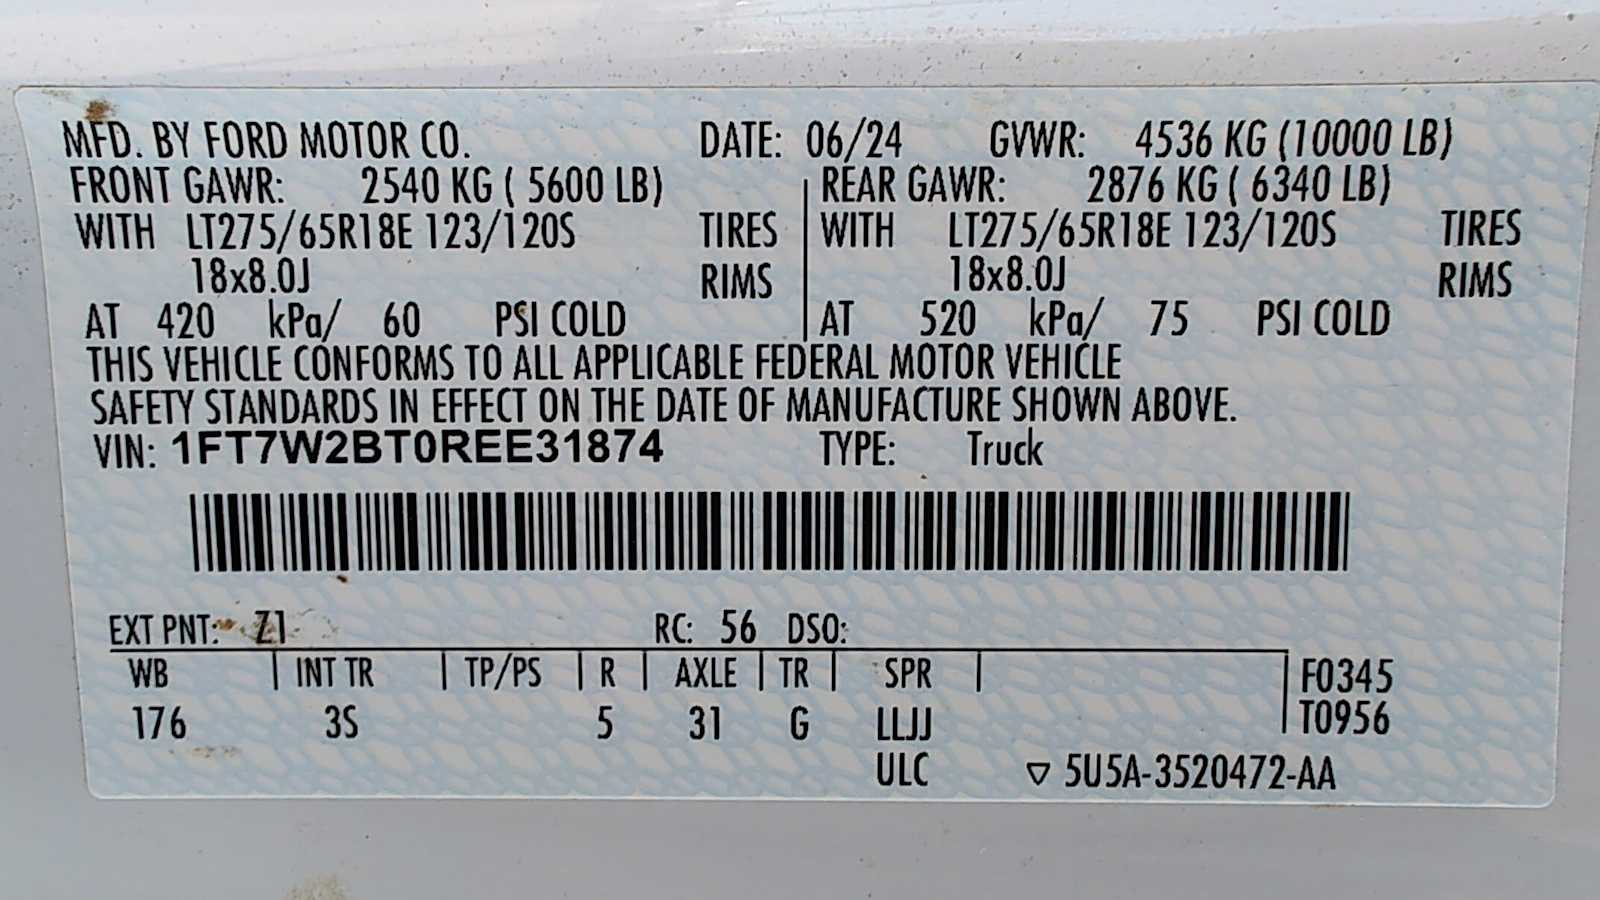 MFD. BY FORD MOTOR CO. DATE: 06/24 GVWR: 4536 KG (10000 LB)
FRONT GAWR: 2540 KG ( 5600 LB) REAR GAWR: 2876 KG ( 6340 LB)
WITH LT275/65R18E 123/120S TIRES WITH LT275/65R18E 123/120S TIRES
18x8.0J RIMS 18x8.0J RIMS
AT 420 kPa/ 60 PSI COLD AT 520 kPa/ 75 PSI COLD
THIS VEHICLE CONFORMS TO ALL APPLICABLE FEDERAL MOTOR VEHICLE
SAFETY STANDARDS IN EFFECT ON THE DATE OF MANUFACTURE SHOWN ABOVE.
VIN: 1FT7W2BT0REE31874 TYPE: Truck
EXT PNT: Z1 RC: 56 DSO:
WB INT TR TP/PS R AXLE TR SPR F0345
176 3S 5 31 G LLJJ T0956
ULC 5U5A-3520472-AA